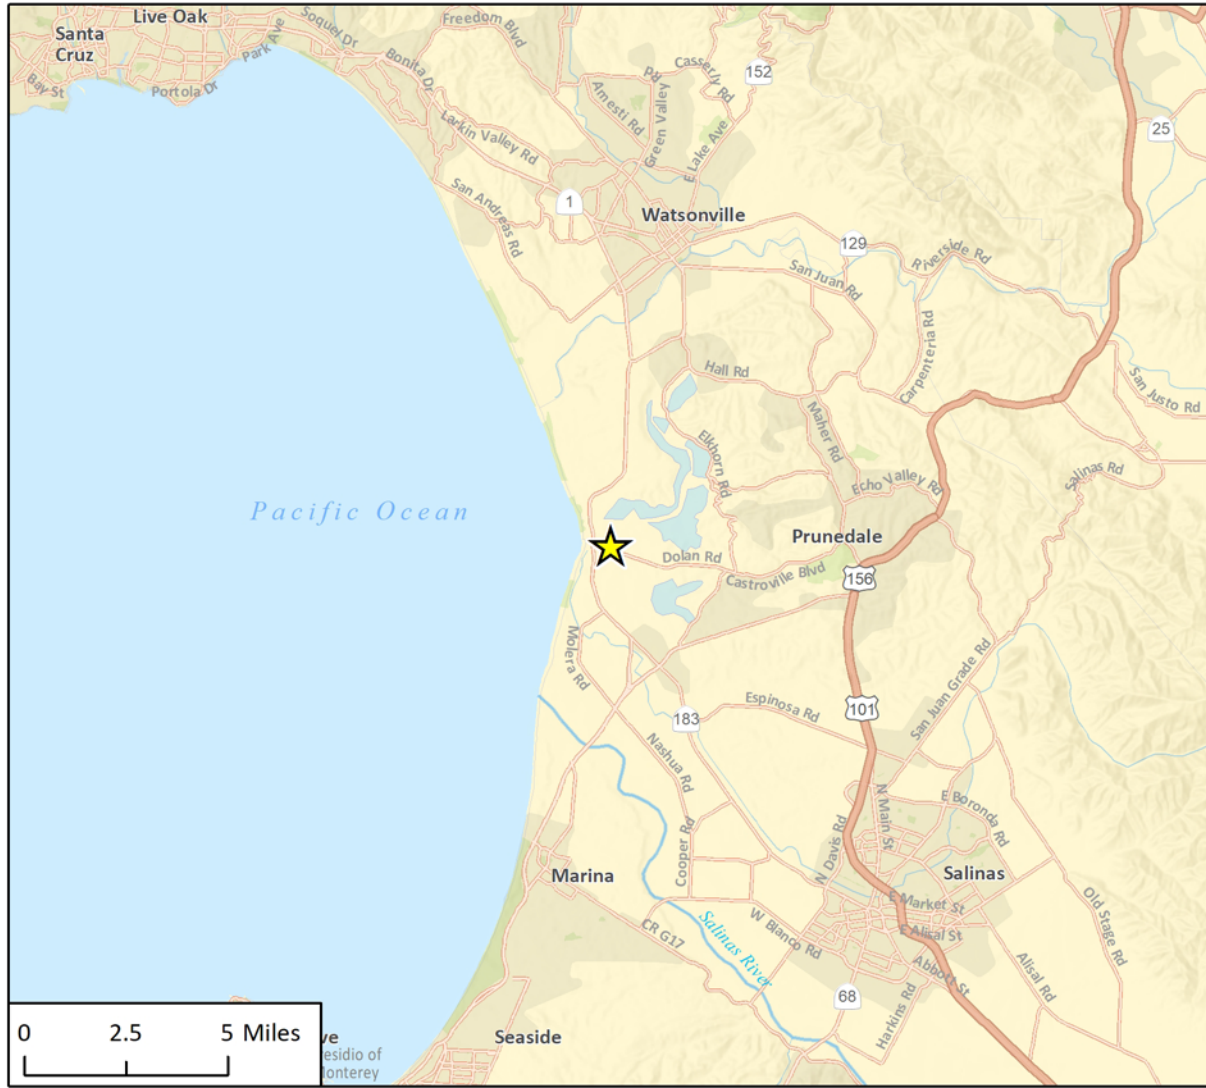 Live Oak
Santa
Cruz
Soquel Dr
Park Ave
Freedom Blvd
Bay St
Portola Dr
Bonita Dr
Casserly Rd
152
Amesti Rd
Green Valley Rd
Larkin Valley Rd
E Lake Ave
25
San Andreas Rd
1
Watsonville
129
Riverside Rd
San Juan Rd
Carpenteria Rd
Hall Rd
San Justo Rd
Maher Rd
Elkhorn Rd
Echo Valley Rd
Salinas Rd
Pacific Ocean
Prunedale
Dolan Rd
Castroville Blvd
156
Molera Rd
San Juan Grade Rd
Espinosa Rd
101
183
Nashua Rd
N Main St
E Boronda Rd
Cooper Rd
N Davis Rd
Marina
Salinas
E Market St
Old Stage Rd
Salinas River
W Blanco Rd
CR G17
E Alisal St
Abbott St
Alisal Rd
68
Harkins Rd
0 2.5 5 Miles
Seaside
ve
esidio of
onterey